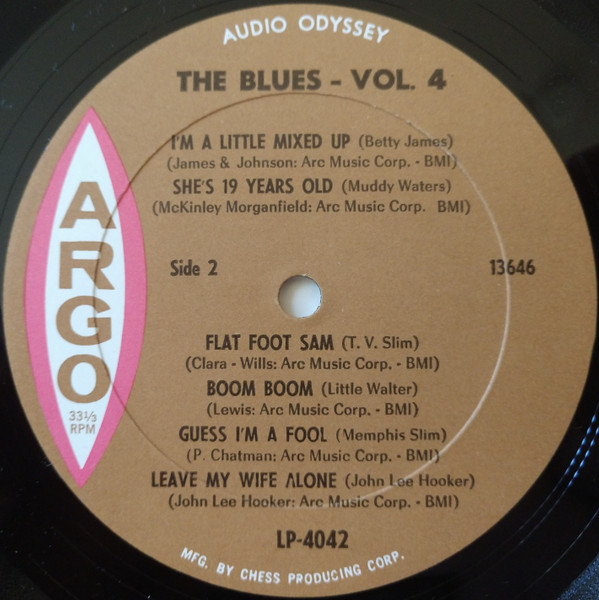 AUDIO ODYSSEY
THE BLUES - VOL. 4
I'M A LITTLE MIXED UP (Betty James)
(James & Johnson: Arc Music Corp. - BMI)
SHE'S 19 YEARS OLD (Muddy Waters)
(McKinley Morganfield: Arc Music Corp. BMI)
ARGO
33 1/3
RPM
Side 2
13646
FLAT FOOT SAM (T. V. Slim)
(Clara - Wills: Arc Music Corp. - BMI)
BOOM BOOM (Little Walter)
(Lewis: Arc Music Corp. - BMI)
GUESS I'M A FOOL (Memphis Slim)
(P. Chatman: Arc Music Corp. - BMI)
LEAVE MY WIFE ALONE (John Lee Hooker)
(John Lee Hooker: Arc Music Corp. - BMI)
LP-4042
MFG. BY CHESS PRODUCING CORP.